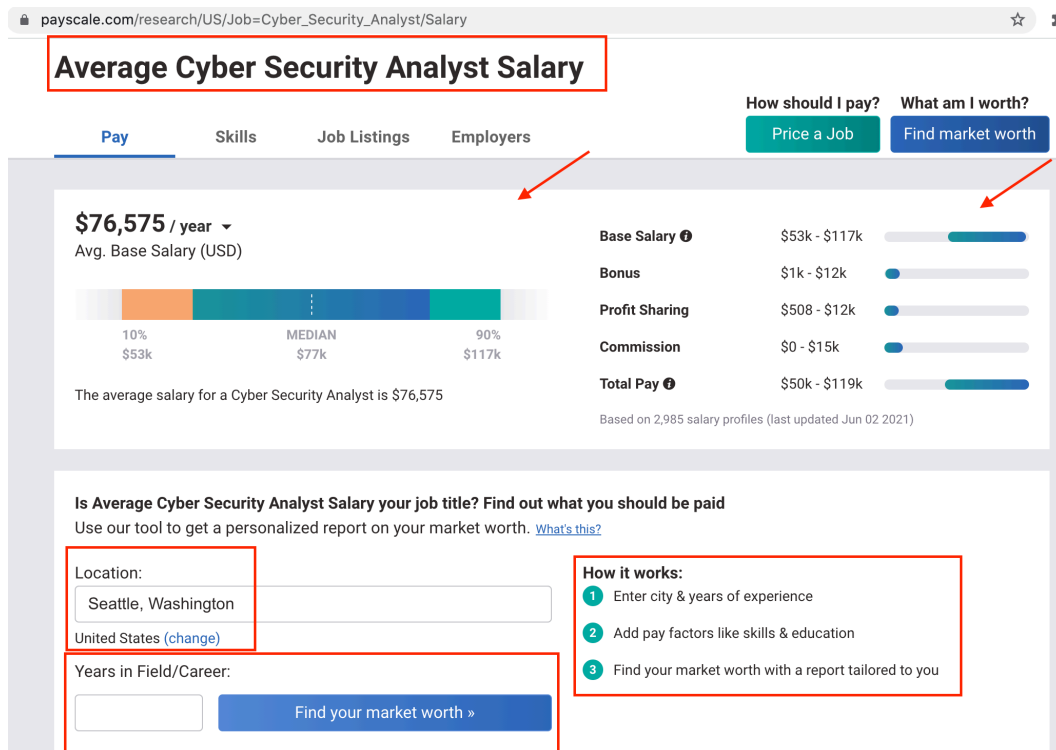 payscale.com/research/US/Job=Cyber_Security_Analyst/Salary
Average Cyber Security Analyst Salary
How should I pay? What am I worth?
Pay Skills Job Listings Employers Price a Job Find market worth
$76,575 / year
Avg. Base Salary (USD)
10% MEDIAN 90%
$53k $77k $117k
The average salary for a Cyber Security Analyst is $76,575
Base Salary $53k - $117k
Bonus $1k - $12k
Profit Sharing $508 - $12k
Commission $0 - $15k
Total Pay $50k - $119k
Based on 2,985 salary profiles (last updated Jun 02 2021)
Is Average Cyber Security Analyst Salary your job title? Find out what you should be paid
Use our tool to get a personalized report on your market worth. What's this?
Location:
Seattle, Washington
United States (change)
Years in Field/Career:
Find your market worth »
How it works:
1 Enter city & years of experience
2 Add pay factors like skills & education
3 Find your market worth with a report tailored to you